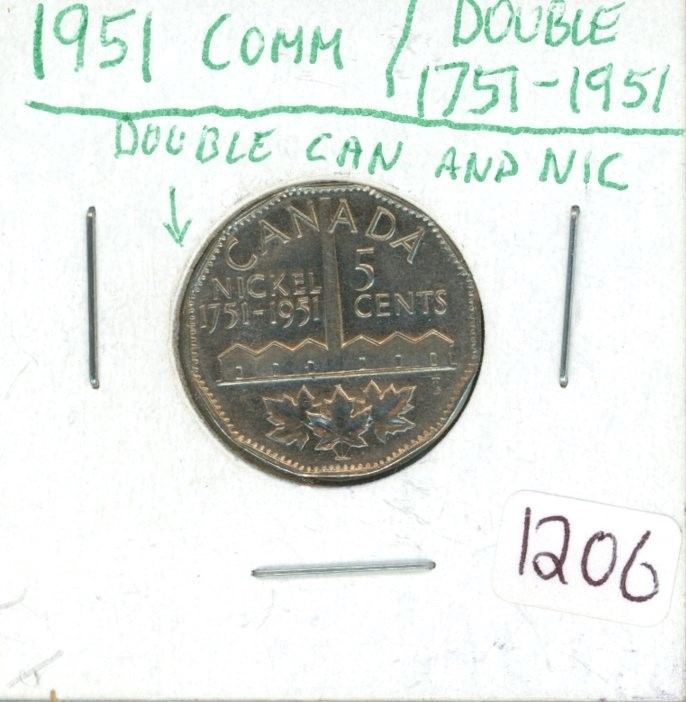 1951 COMM / DOUBLE
1751-1951
DOUBLE CAN AND NIC
CANADA
NICKEL 5
1751-1951 CENTS
1206